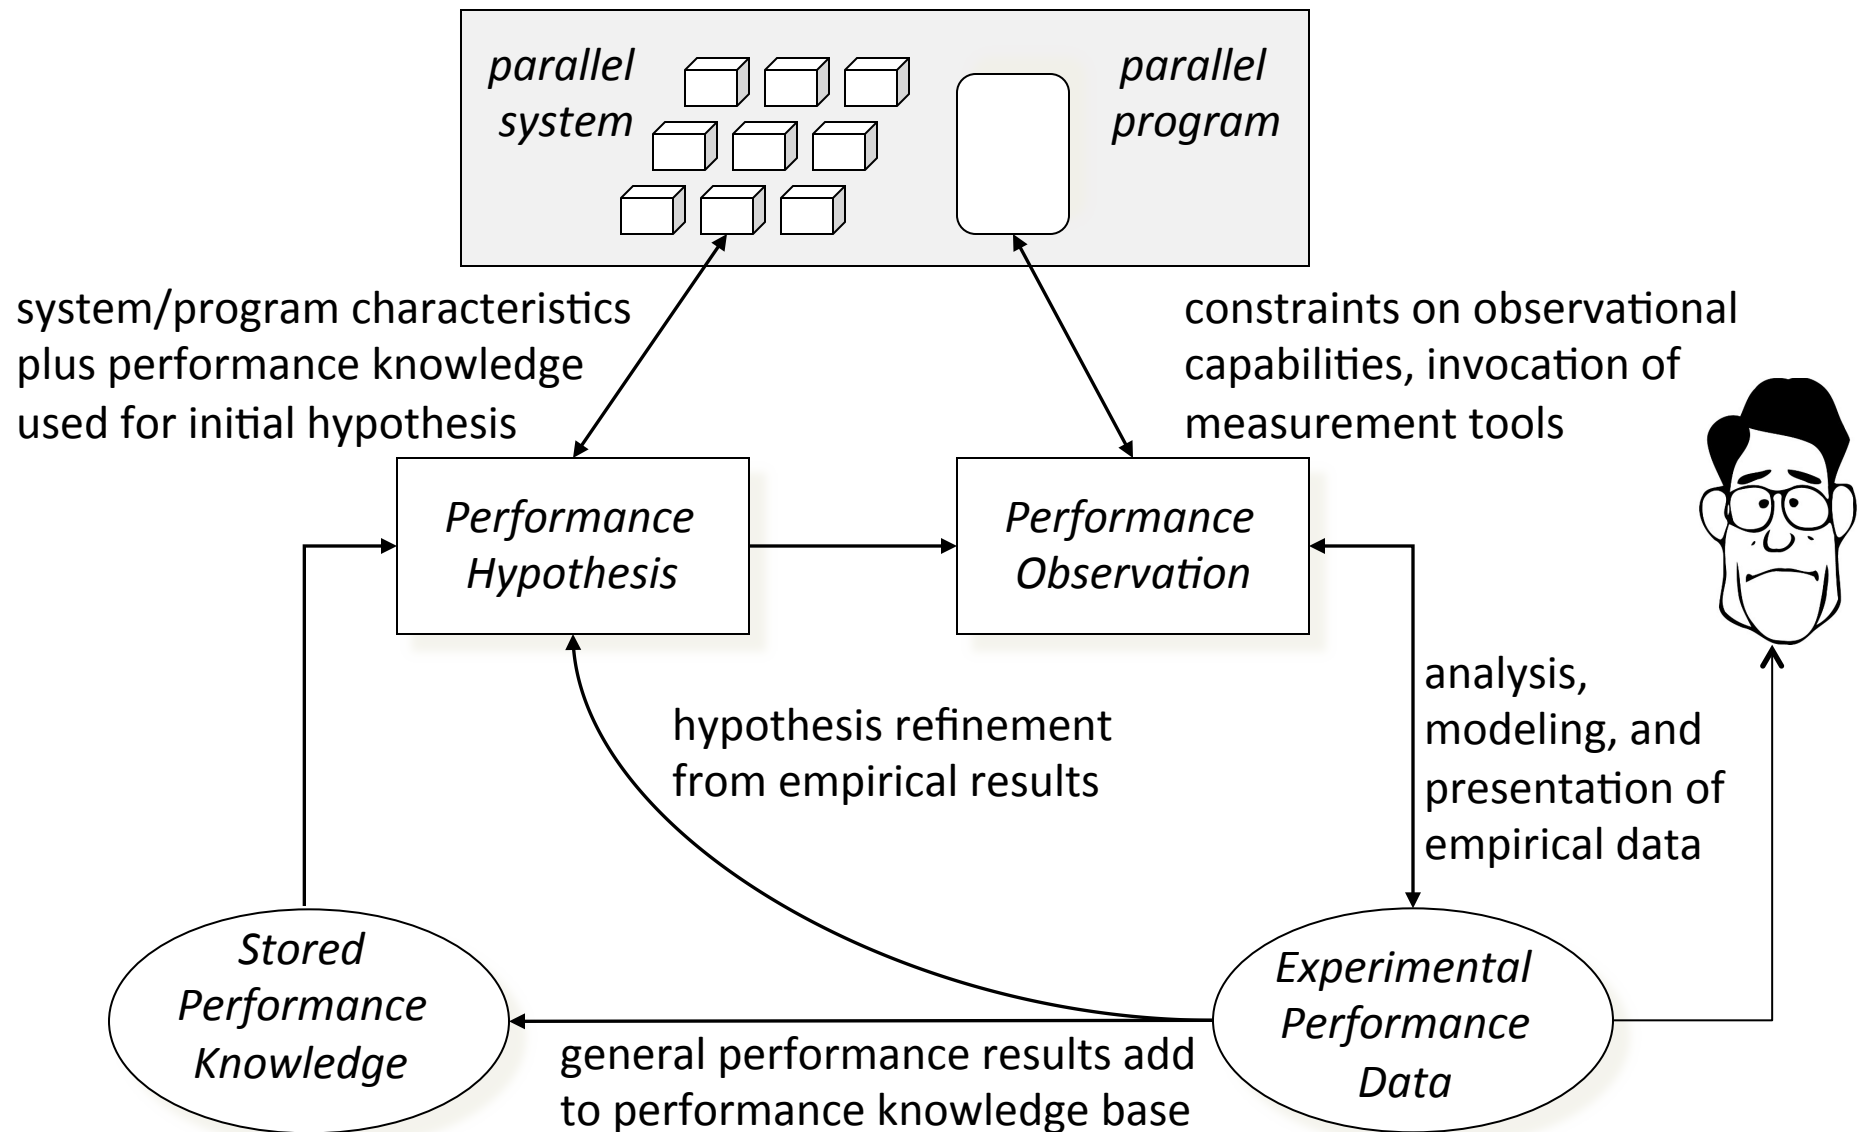 parallel
system
parallel
program
system/program characteristics
plus performance knowledge
used for initial hypothesis
constraints on observational
capabilities, invocation of
measurement tools
Performance
Hypothesis
Performance
Observation
hypothesis refinement
from empirical results
analysis,
modeling, and
presentation of
empirical data
Stored
Performance
Knowledge
Experimental
Performance
Data
general performance results add
to performance knowledge base